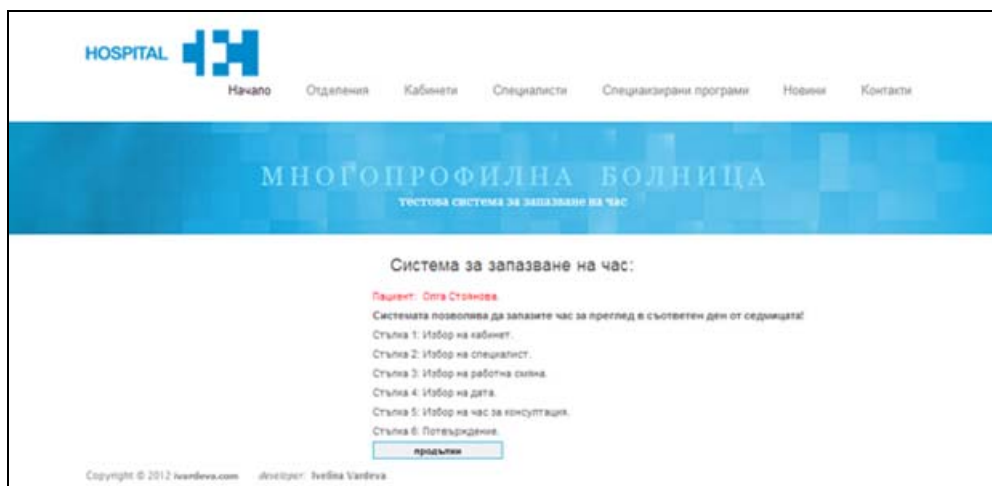 HOSPITAL
Начало Отделения Кабинети Специалисти Специаизирани програми Новини Контакти
МНОГОПРОФИЛНА БОЛНИЦА
тестова система за запазване на час
Система за запазване на час:
Пациент: Олга Стоянова.
Системата позволява да запазите час за преглед в съответен ден от седмицата!
Стъпка 1: Избор на кабинет.
Стъпка 2: Избор на специалист.
Стъпка 3: Избор на работна смяна.
Стъпка 4: Избор на дата.
Стъпка 5: Избор на час за консултация.
Стъпка 6: Потвърждение.
продължи
Copyright © 2012 ivardeva.com developer: Ivelina Vardeva